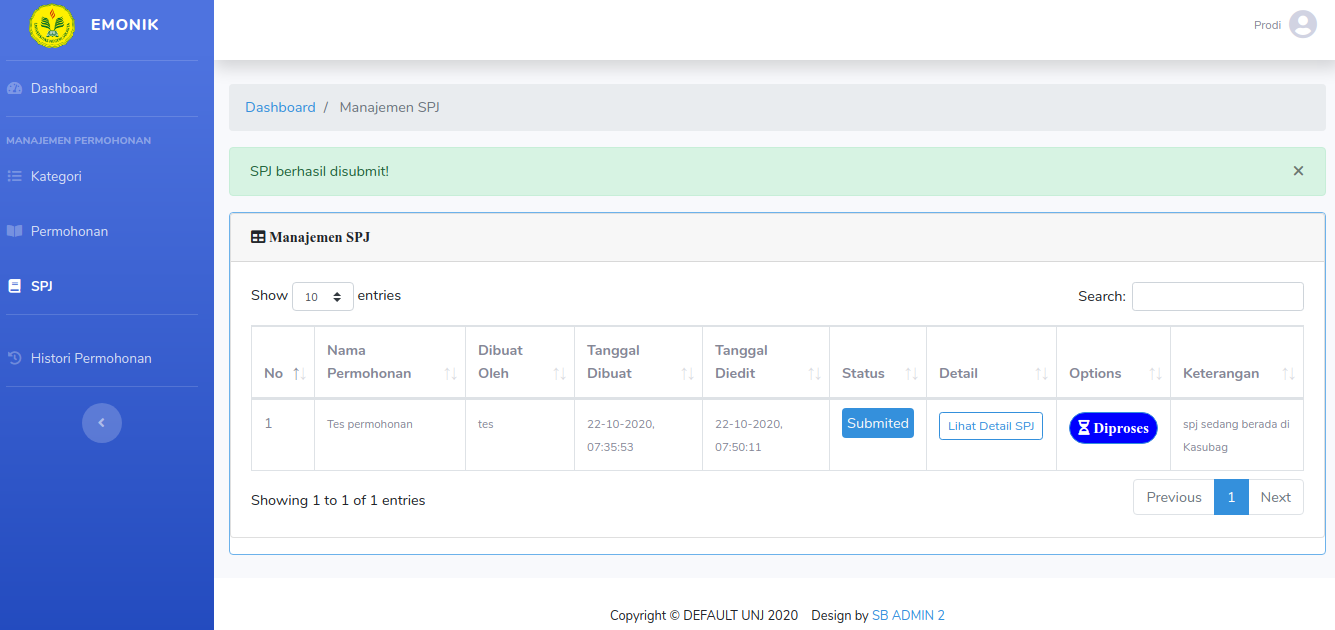 EMONIK
Prodi
Dashboard
MANAJEMEN PERMOHONAN
Kategori
Permohonan
SPJ
Histori Permohonan
Dashboard / Manajemen SPJ
SPJ berhasil disubmit!
×
Manajemen SPJ
Show 10 entries
Search:
No
Nama Permohonan
Dibuat Oleh
Tanggal Dibuat
Tanggal Diedit
Status
Detail
Options
Keterangan
1
Tes permohonan
tes
22-10-2020,
07:35:53
22-10-2020,
07:50:11
Submited
Lihat Detail SPJ
Diproses
spj sedang berada di
Kasubag
Showing 1 to 1 of 1 entries
Previous 1 Next
Copyright © DEFAULT UNJ 2020 Design by SB ADMIN 2